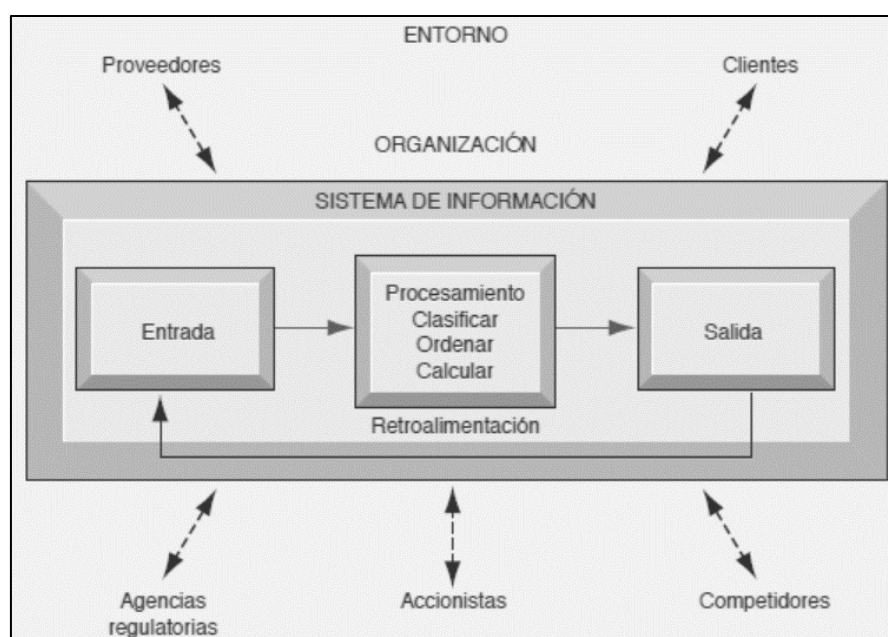 ENTORNO
Proveedores
Clientes
ORGANIZACIÓN
SISTEMA DE INFORMACIÓN
Entrada
Procesamiento
Clasificar
Ordenar
Calcular
Salida
Retroalimentación
Agencias
regulatorias
Accionistas
Competidores